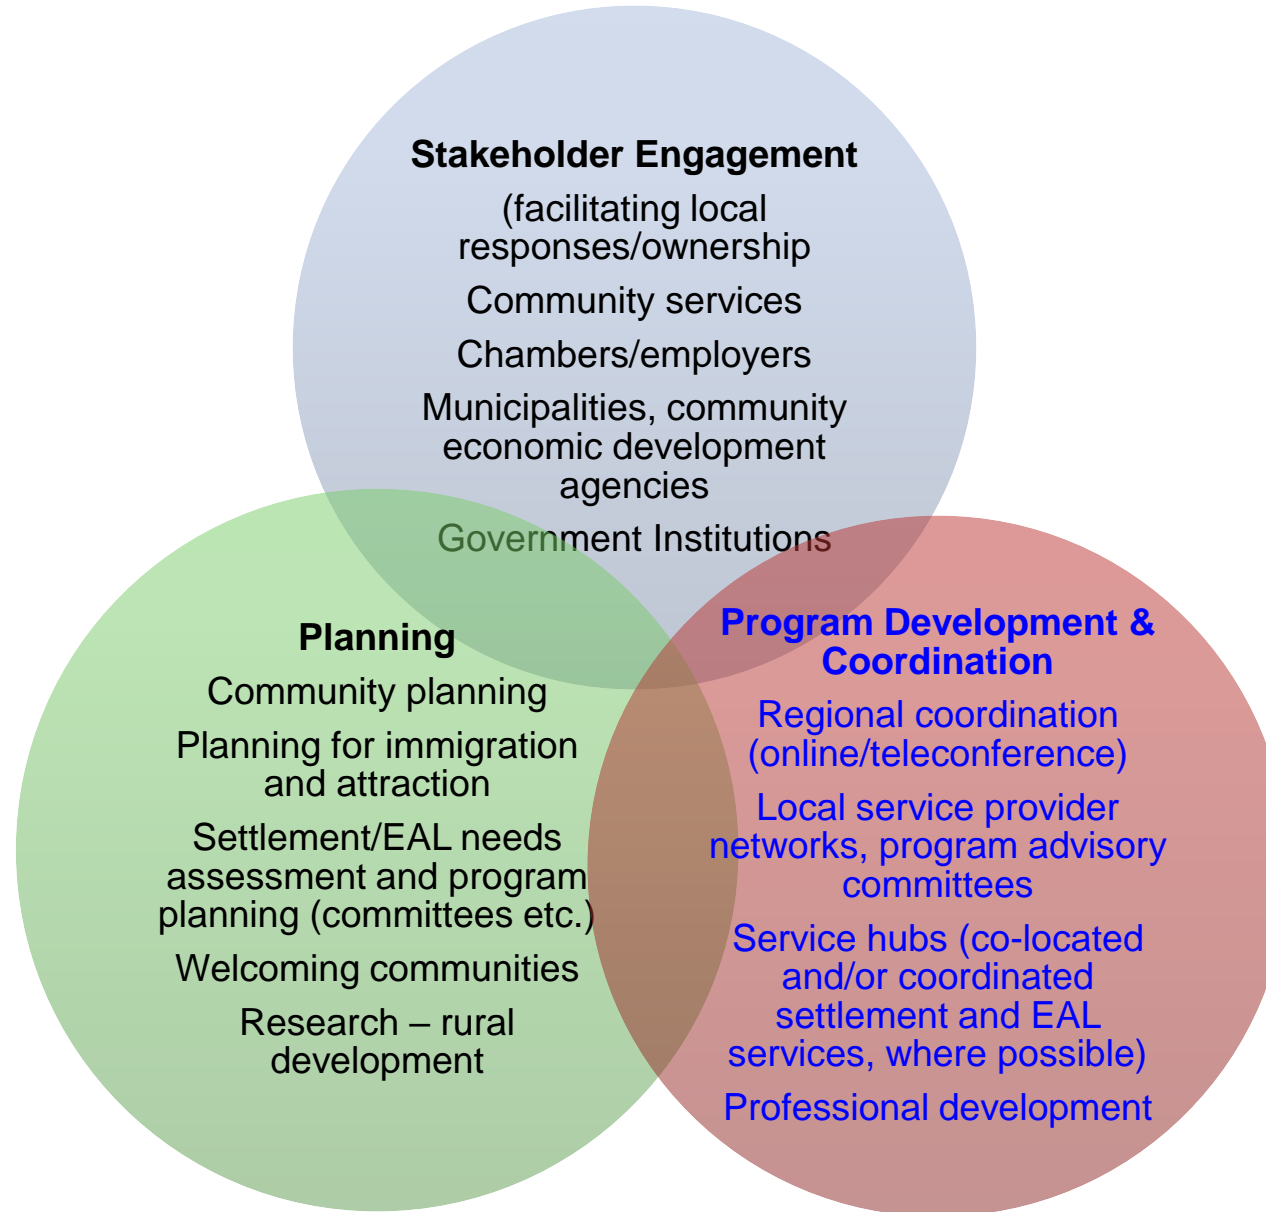 Stakeholder Engagement
(facilitating local
responses/ownership
Community services
Chambers/employers
Municipalities, community
economic development
agencies
Government Institutions
Planning
Community planning
Planning for immigration
and attraction
Settlement/EAL needs
assessment and program
planning (committees etc.)
Welcoming communities
Research – rural
development
Program Development &
Coordination
Regional coordination
(online/teleconference)
Local service provider
networks, program advisory
committees
Service hubs (co-located
and/or coordinated
settlement and EAL
services, where possible)
Professional development